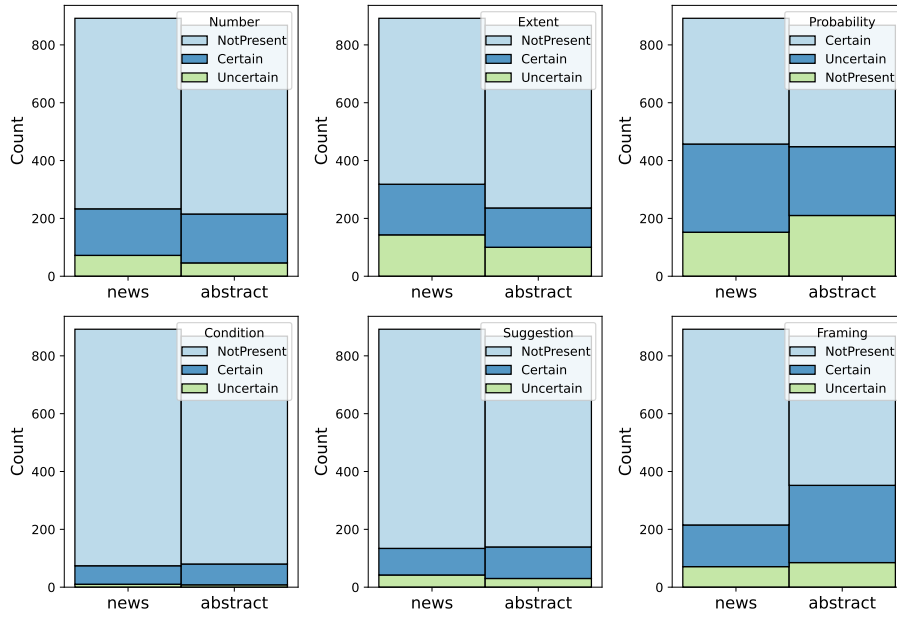 Number
NotPresent
Certain
Uncertain
800
600
400
200
0
Count
news abstract
Extent
NotPresent
Certain
Uncertain
800
600
400
200
0
Count
news abstract
Probability
Certain
Uncertain
NotPresent
800
600
400
200
0
Count
news abstract
Condition
NotPresent
Certain
Uncertain
800
600
400
200
0
Count
news abstract
Suggestion
NotPresent
Certain
Uncertain
800
600
400
200
0
Count
news abstract
Framing
NotPresent
Certain
Uncertain
800
600
400
200
0
Count
news abstract